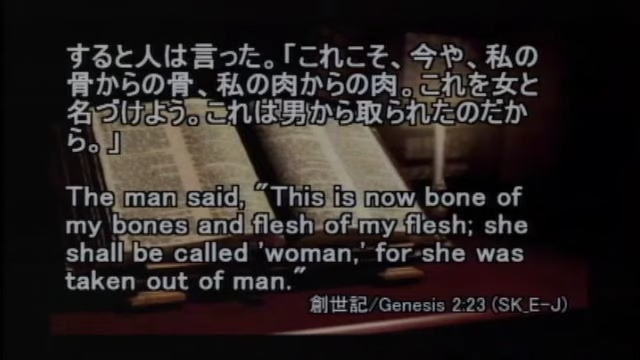 すると人は言った。「これこそ、今や、私の
骨からの骨、私の肉からの肉。これを女と
名づけよう。これは男から取られたのだか
ら。」
The man said, "This is now bone of
my bones and flesh of my flesh; she
shall be called 'woman,' for she was
taken out of man."
創世記/Genesis 2:23 (SK_E-J)